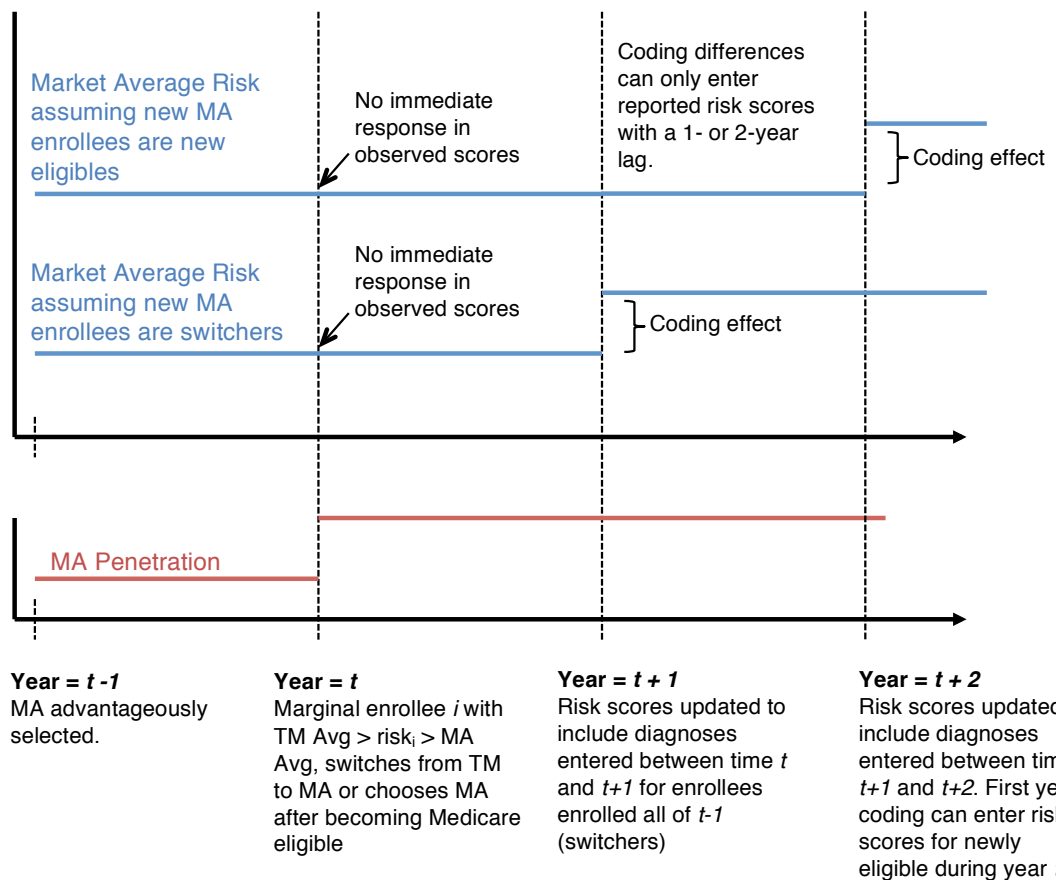 Market Average Risk
assuming new MA
enrollees are new
eligibles
No immediate
response in
observed scores
Coding differences
can only enter
reported risk scores
with a 1- or 2-year
lag.
Coding effect
Market Average Risk
assuming new MA
enrollees are switchers
No immediate
response in
observed scores
Coding effect
MA Penetration
Year = t -1
MA advantageously
selected.
Year = t
Marginal enrollee i with
TM Avg > riskᵢ > MA
Avg, switches from TM
to MA or chooses MA
after becoming Medicare
eligible
Year = t + 1
Risk scores updated to
include diagnoses
entered between time t
and t+1 for enrollees
enrolled all of t-1
(switchers)
Year = t + 2
Risk scores updated
include diagnoses
entered between
t+1 and t+2. First
coding can enter
scores for newly
eligible during year